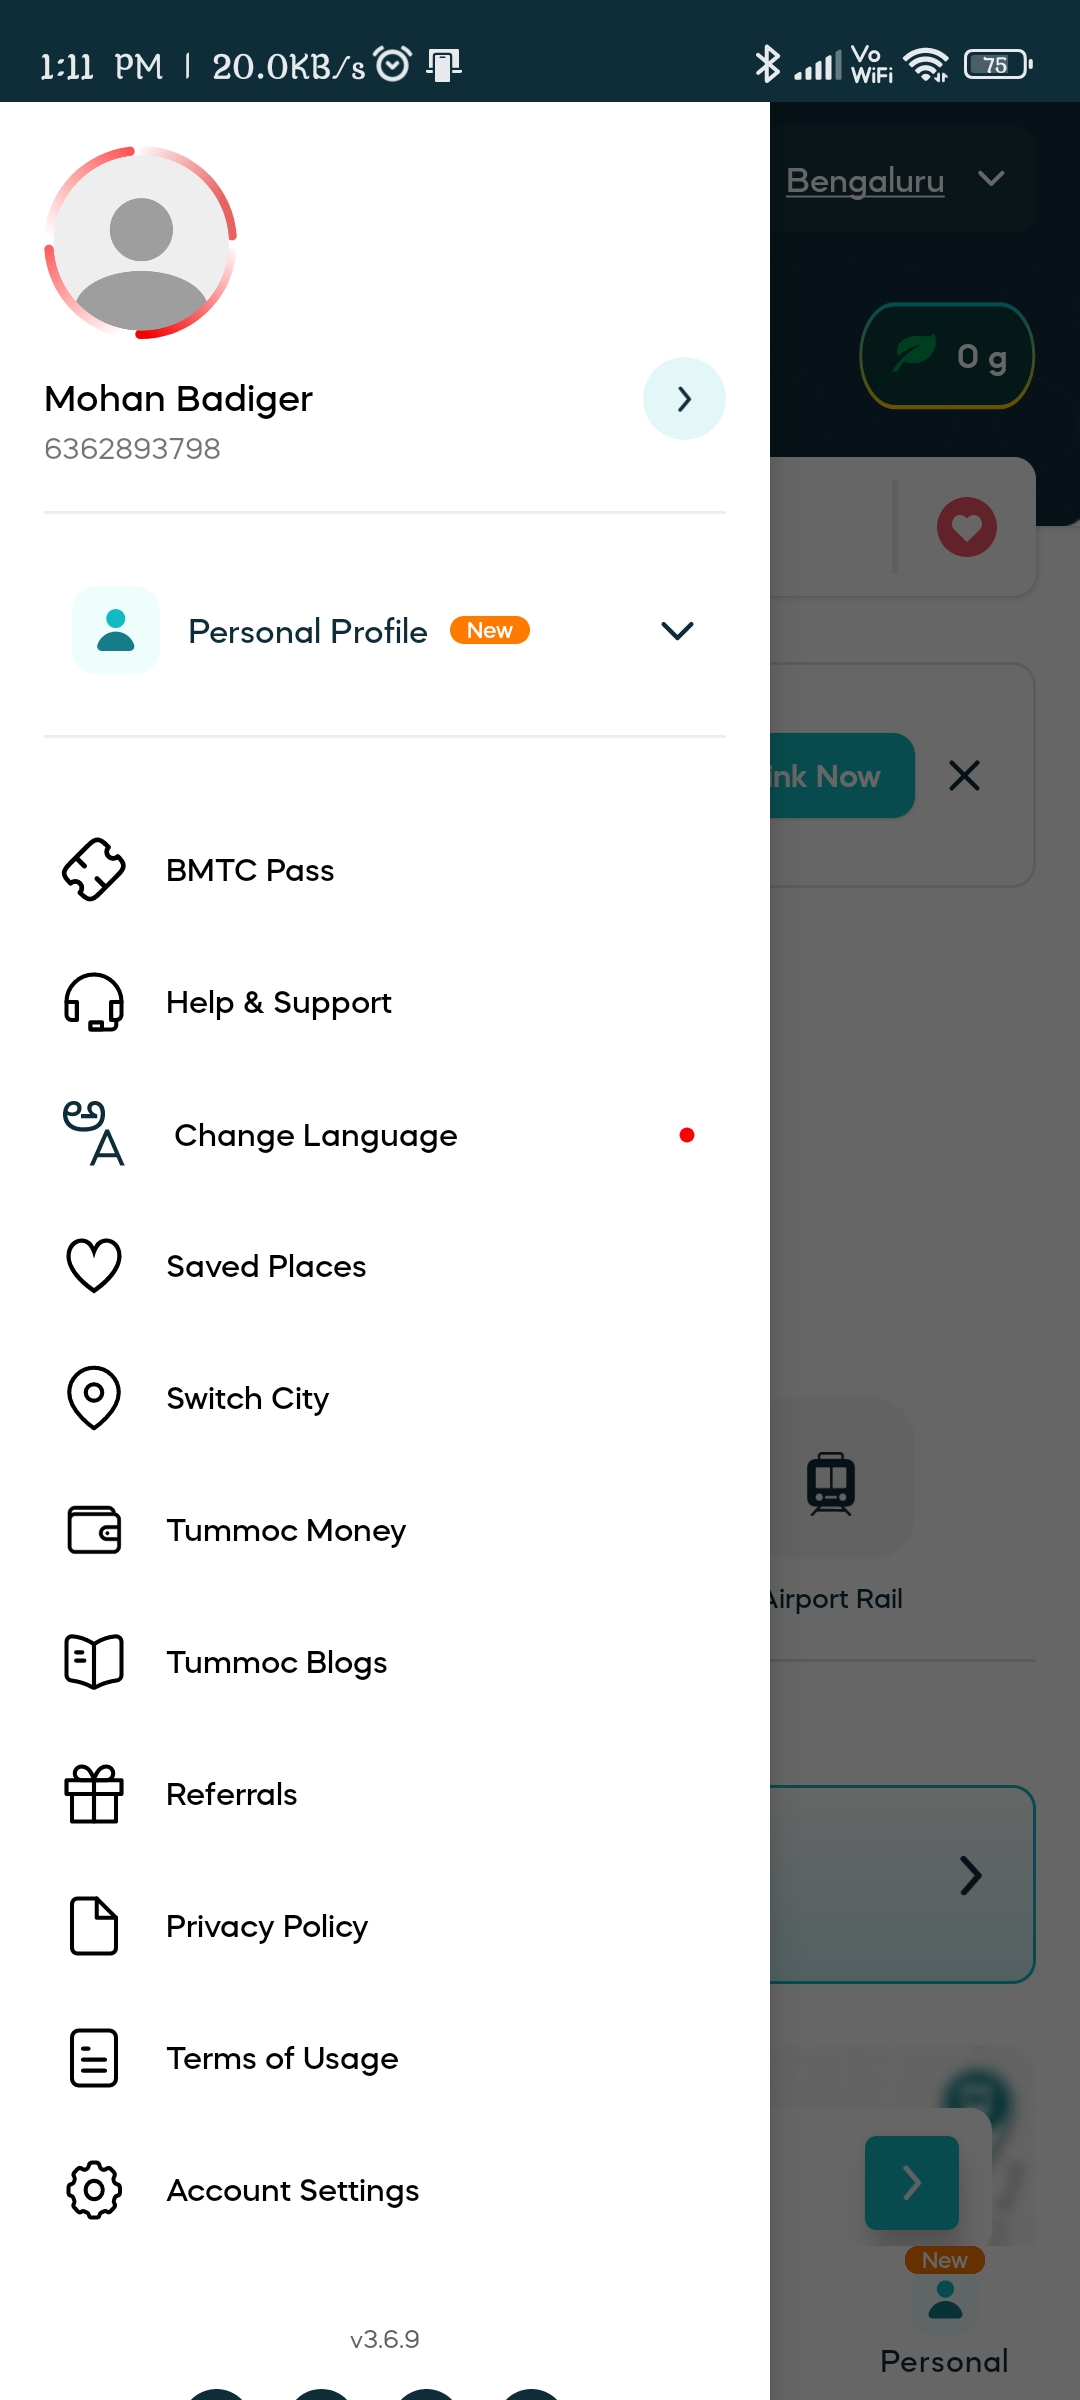 1:11 PM | 20.0KB/s
Vo
WiFi
75
Bengaluru
0 g
Mohan Badiger
6362893798
Personal Profile New
ink Now
BMTC Pass
Help & Support
ಅ
A
Change Language
Saved Places
Switch City
Tummoc Money
Airport Rail
Tummoc Blogs
Referrals
Privacy Policy
Terms of Usage
Account Settings
New
Personal
v3.6.9